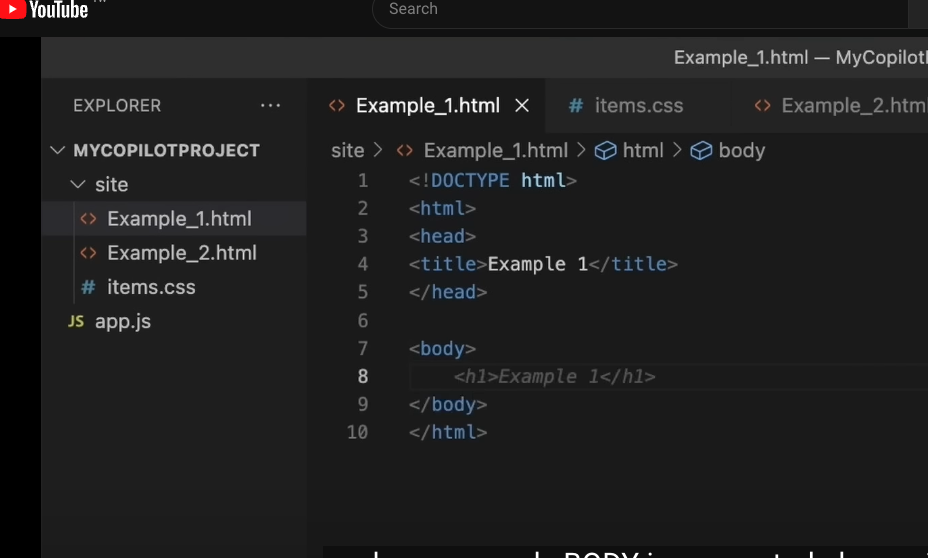 YouTube
Search
Example_1.html — MyCopilot
EXPLORER ···
Example_1.html × # items.css <> Example_2.htm
MYCOPILOTPROJECT
site > <> Example_1.html > html > body
site
<> Example_1.html
<> Example_2.html
# items.css
JS app.js
1 <!DOCTYPE html>
2 <html>
3 <head>
4 <title>Example 1</title>
5 </head>
6
7 <body>
8 <h1>Example 1</h1>
9 </body>
10 </html>